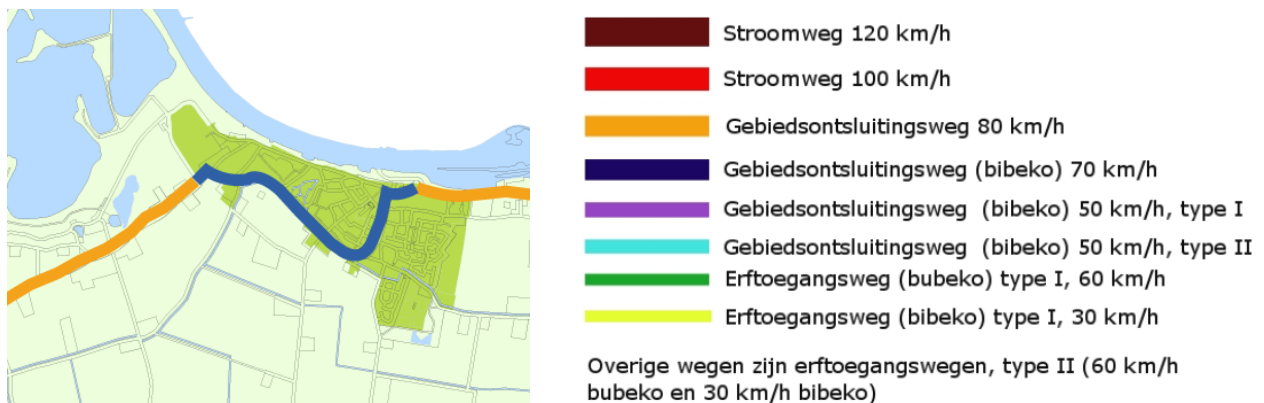 Stroomweg 120 km/h
Stroomweg 100 km/h
Gebiedsontsluitingsweg 80 km/h
Gebiedsontsluitingsweg (bibeko) 70 km/h
Gebiedsontsluitingsweg (bibeko) 50 km/h, type I
Gebiedsontsluitingsweg (bibeko) 50 km/h, type II
Erftoegangsweg (bubeko) type I, 60 km/h
Erftoegangsweg (bibeko) type I, 30 km/h
Overige wegen zijn erftoegangswegen, type II (60 km/h
bubeko en 30 km/h bibeko)